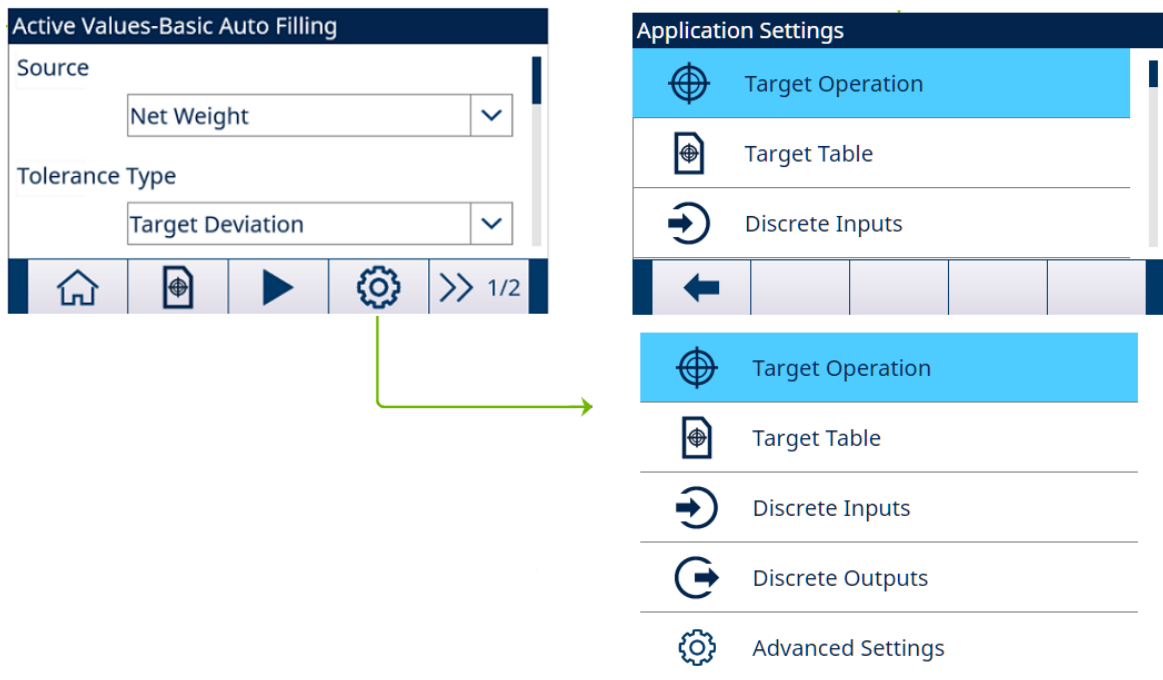 Active Values-Basic Auto Filling
Source
Net Weight
Tolerance Type
Target Deviation
1/2
Application Settings
Target Operation
Target Table
Discrete Inputs
Target Operation
Target Table
Discrete Inputs
Discrete Outputs
Advanced Settings